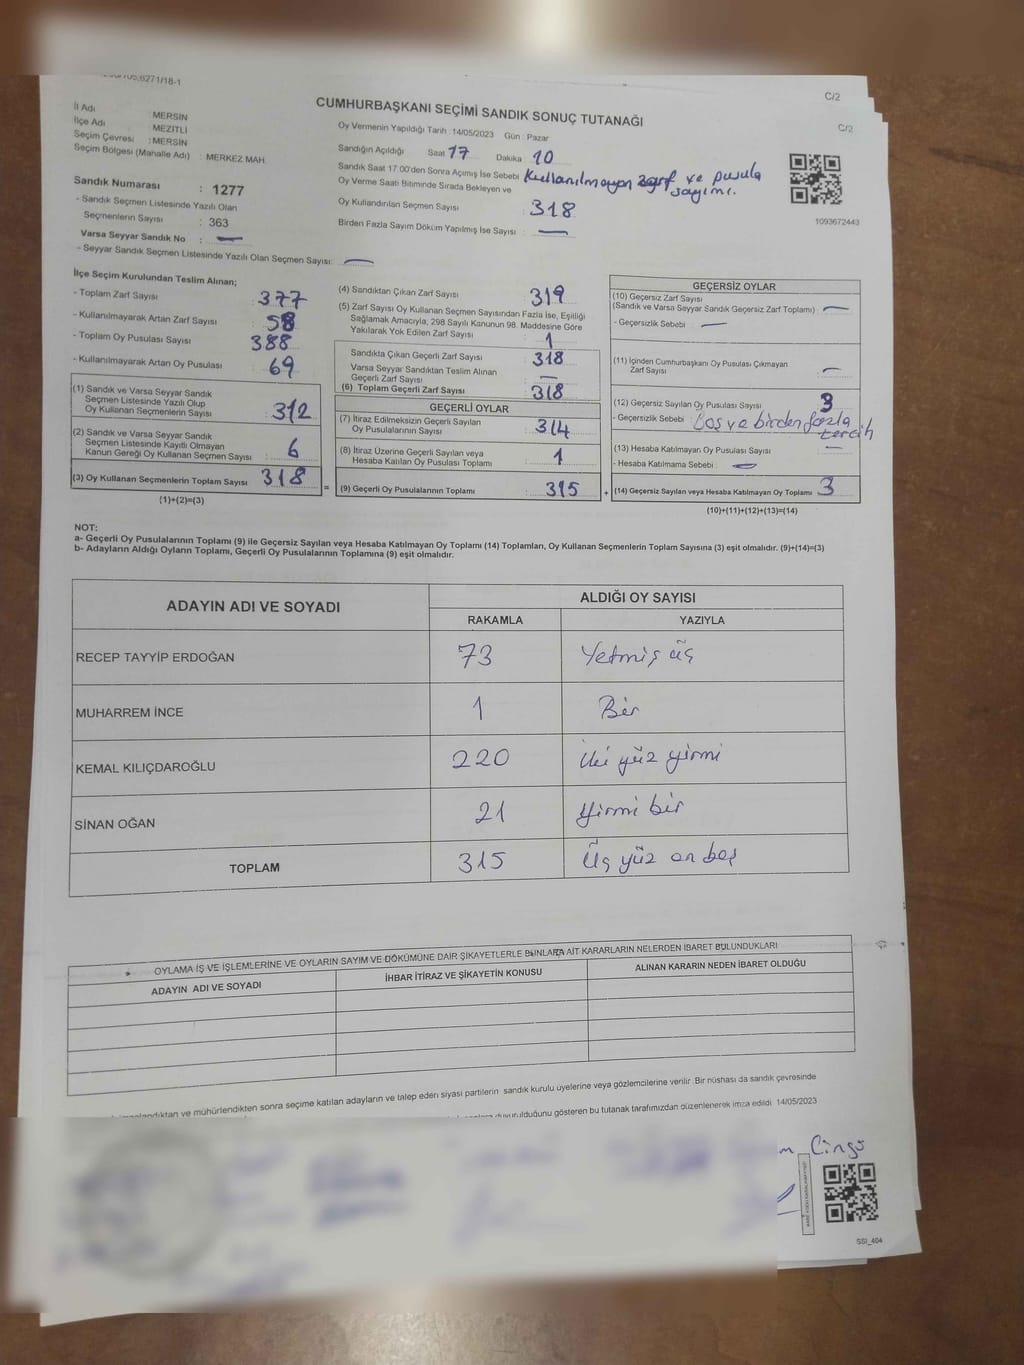 C/2
C/2
CUMHURBAŞKANI SEÇİMİ SANDIK SONUÇ TUTANAĞI
İl Adı : MERSİN
İlçe Adı : MEZİTLİ
Seçim Çevresi : MERSİN
Seçim Bölgesi (Mahalle Adı) : MERKEZ MAH.
Oy Vermenin Yapıldığı Tarih : 14/05/2023 Gün : Pazar
Sandığın Açıldığı Saat 17 Dakika 10
Sandık Saat 17.00'den Sonra Açımış İse Sebebi Kullanılmayan zarf ve pusula sayımı.
Oy Verme Saati Bitiminde Sırada Bekleyen ve
Oy Kullandırılan Seçmen Sayısı : 318
Birden Fazla Sayım Döküm Yapılmış İse Sayısı : —
1093672443
Sandık Numarası : 1277
- Sandık Seçmen Listesinde Yazılı Olan
Seçmenlerin Sayısı : 363
Varsa Seyyar Sandık No : —
- Seyyar Sandık Seçmen Listesinde Yazılı Olan Seçmen Sayısı: —
İlçe Seçim Kurulundan Teslim Alınan;
- Toplam Zarf Sayısı : 377
- Kullanılmayarak Artan Zarf Sayısı : 58
- Toplam Oy Pusulası Sayısı : 388
- Kullanılmayarak Artan Oy Pusulası : 69
(1) Sandık ve Varsa Seyyar Sandık
Seçmen Listesinde Yazılı Olup
Oy Kullanan Seçmenlerin Sayısı : 312
(2) Sandık ve Varsa Seyyar Sandık
Seçmen Listesinde Kayıtlı Olmayan
Kanun Gereği Oy Kullanan Seçmen Sayısı : 6
(3) Oy Kullanan Seçmenlerin Toplam Sayısı : 318
(1)+(2)=(3)
(4) Sandıktan Çıkan Zarf Sayısı : 319
(5) Zarf Sayısı Oy Kullanan Seçmen Sayısından Fazla İse, Eşitliği
Sağlamak Amacıyla, 298 Sayılı Kanunun 98. Maddesine Göre
Yakılarak Yok Edilen Zarf Sayısı : 1
Sandıkta Çıkan Geçerli Zarf Sayısı : 318
Varsa Seyyar Sandıktan Teslim Alınan
Geçerli Zarf Sayısı : —
(6) Toplam Geçerli Zarf Sayısı : 318
GEÇERLİ OYLAR
(7) İtiraz Edilmeksizin Geçerli Sayılan
Oy Pusulalarının Sayısı : 314
(8) İtiraz Üzerine Geçerli Sayılan veya
Hesaba Katılan Oy Pusulası Toplamı : 1
(9) Geçerli Oy Pusulalarının Toplamı : 315
GEÇERSİZ OYLAR
(10) Geçersiz Zarf Sayısı
(Sandık ve Varsa Seyyar Sandık Geçersiz Zarf Toplamı) : —
- Geçersizlik Sebebi : —
(11) İçinden Cumhurbaşkanı Oy Pusulası Çıkmayan
Zarf Sayısı : —
(12) Geçersiz Sayılan Oy Pusulası Sayısı : 3
- Geçersizlik Sebebi : boş ve birden fazla tercih
(13) Hesaba Katılmayan Oy Pusulası Sayısı : —
- Hesaba Katılmama Sebebi : —
(14) Geçersiz Sayılan veya Hesaba Katılmayan Oy Toplamı : 3
(10)+(11)+(12)+(13)=(14)
NOT:
a- Geçerli Oy Pusulalarının Toplamı (9) ile Geçersiz Sayılan veya Hesaba Katılmayan Oy Toplamı (14) Toplamları, Oy Kullanan Seçmenlerin Toplam Sayısına (3) eşit olmalıdır. (9)+(14)=(3)
b- Adayların Aldığı Oyların Toplamı, Geçerli Oy Pusulalarının Toplamına (9) eşit olmalıdır.
ADAYIN ADI VE SOYADI ALDIĞI OY SAYISI
RAKAMLA YAZIYLA
RECEP TAYYİP ERDOĞAN 73 Yetmiş üç
MUHARREM İNCE 1 Bir
KEMAL KILIÇDAROĞLU 220 iki yüz yirmi
SİNAN OĞAN 21 Yirmi bir
TOPLAM 315 Üç yüz on beş
OYLAMA İŞ VE İŞLEMLERİNE VE OYLARIN SAYIM VE DÖKÜMÜNE DAİR ŞİKAYETLERLE BUNLARA AİT KARARLARIN NELERDEN İBARET BULUNDUKLARI
ADAYIN ADI VE SOYADI İHBAR İTİRAZ VE ŞİKAYETİN KONUSU ALINAN KARARIN NEDEN İBARET OLDUĞU
ve mühürlendikten sonra seçime katılan adayların ve talep eden siyasi partilerin sandık kurulu üyelerine veya gözlemcilerine verilir. Bir nüshası da sandık çevresinde
duyurulduğunu gösteren bu tutanak tarafımızdan düzenlenerek imza edildi. 14/05/2023
SSI_404